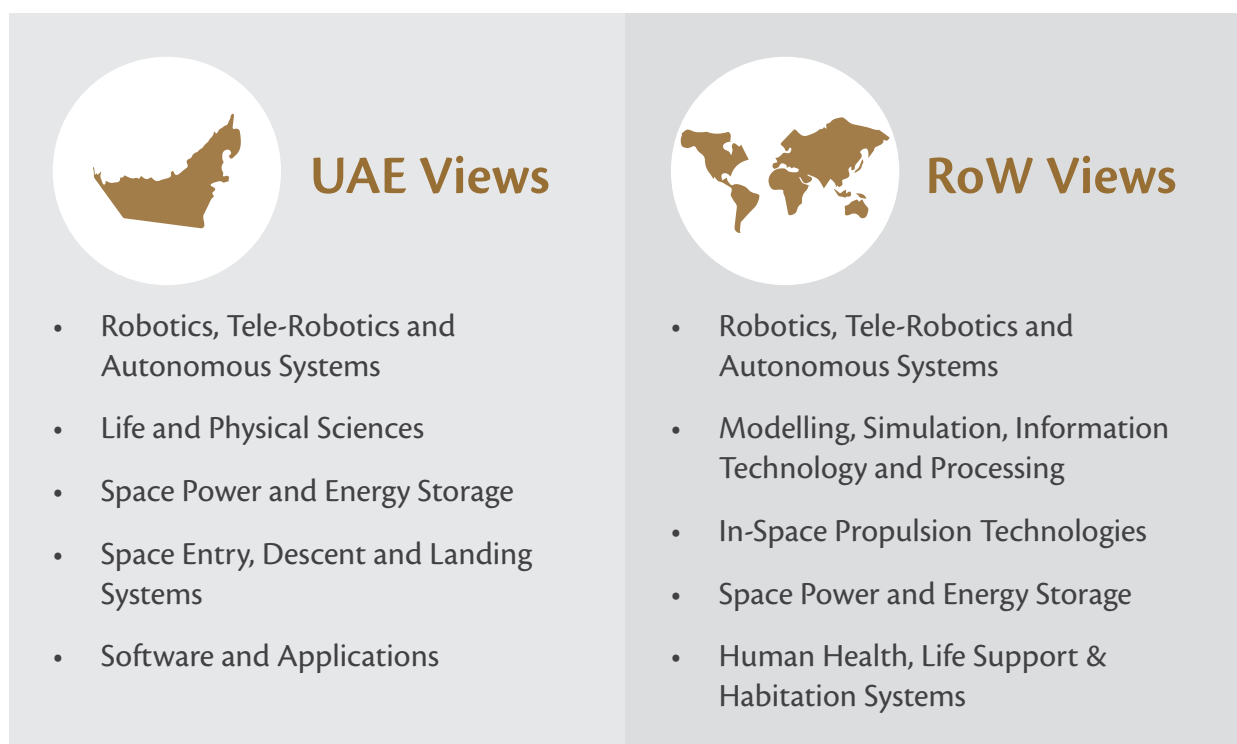 UAE Views
• Robotics, Tele-Robotics and
Autonomous Systems
• Life and Physical Sciences
• Space Power and Energy Storage
• Space Entry, Descent and Landing
Systems
• Software and Applications
RoW Views
• Robotics, Tele-Robotics and
Autonomous Systems
• Modelling, Simulation, Information
Technology and Processing
• In-Space Propulsion Technologies
• Space Power and Energy Storage
• Human Health, Life Support &
Habitation Systems